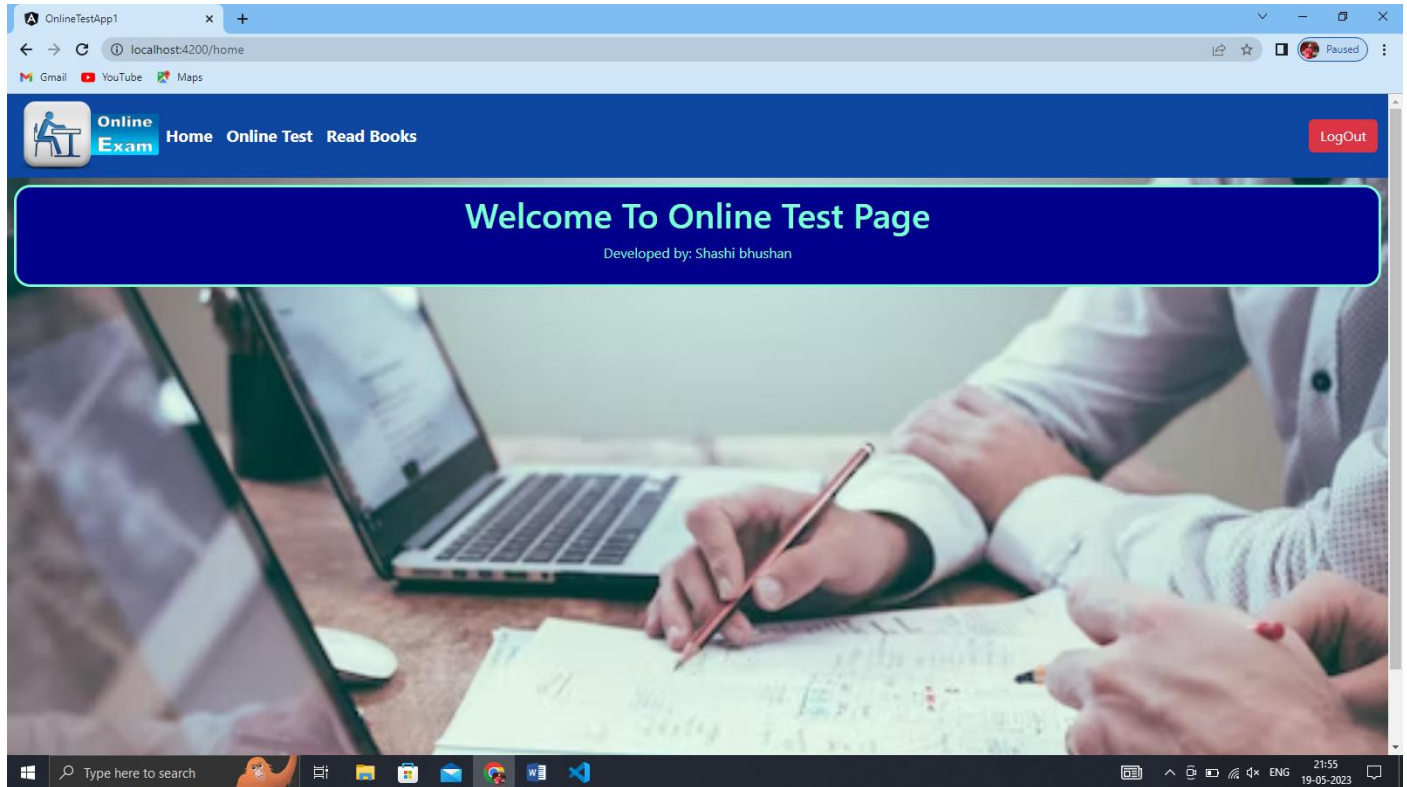 OnlineTestApp1
localhost:4200/home
Paused
Gmail YouTube Maps
Online
Exam
Home Online Test Read Books
LogOut
Welcome To Online Test Page
Developed by: Shashi bhushan
Type here to search
ENG
21:55
19-05-2023